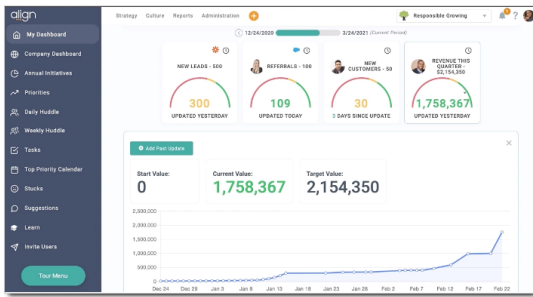 align
Strategy Culture Reports Administration
Responsible Growing
?
My Dashboard
Company Dashboard
Annual Initiatives
Priorities
Daily Huddle
Weekly Huddle
Tasks
Top Priority Calendar
Stucks
Suggestions
Learn
Invite Users
Tour Menu
12/24/2020 3/24/2021 (Current Period)
NEW LEADS - 500
300
UPDATED YESTERDAY
REFERRALS - 100
109
UPDATED TODAY
NEW
CUSTOMERS - 50
30
3 DAYS SINCE UPDATE
REVENUE THIS
QUARTER -
$2,154,350
1,758,367
UPDATED YESTERDAY
Add Past Update
Start Value:
0
Current Value:
1,758,367
Target Value:
2,154,350
2,500,000
2,000,000
1,500,000
1,000,000
500,000
0
Dec 24 Dec 29 Jan 3 Jan 8 Jan 13 Jan 18 Jan 23 Jan 28 Feb 2 Feb 7 Feb 12 Feb 17 Feb 22